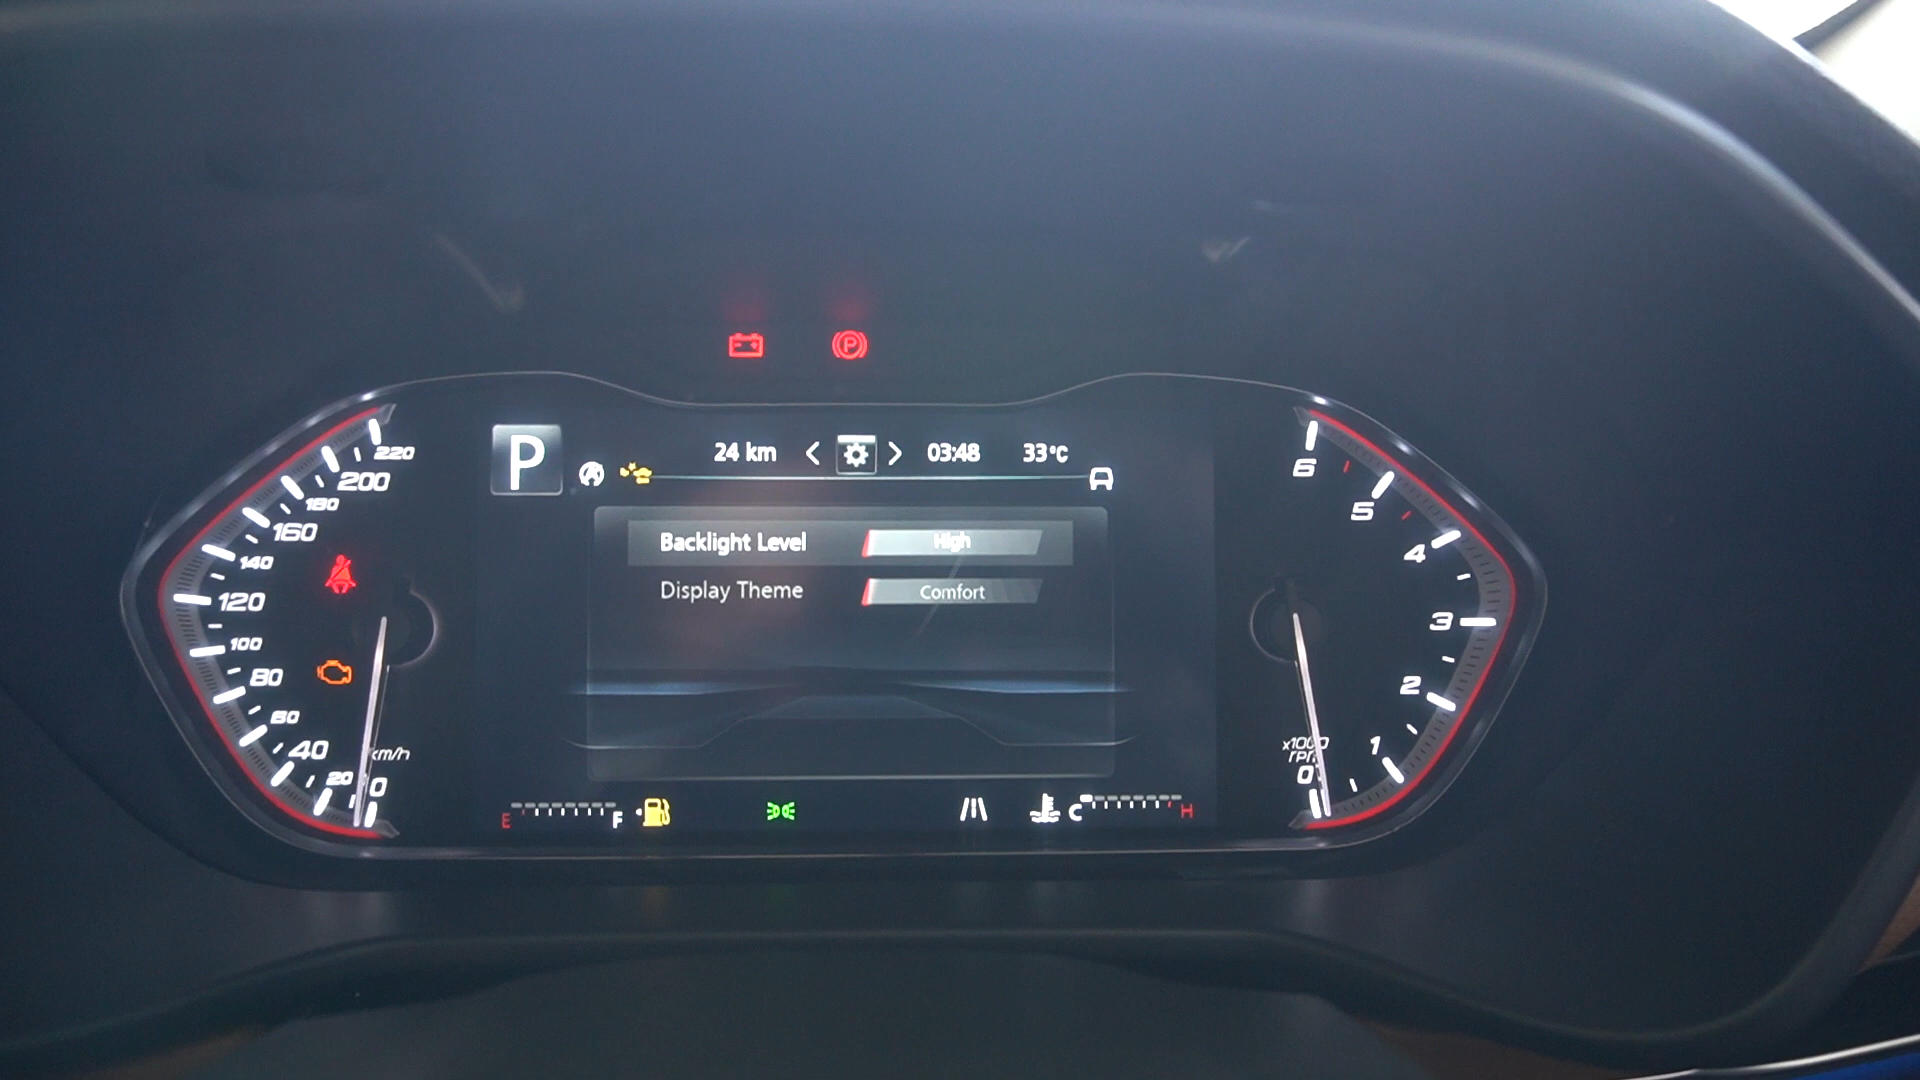 P
24 km < > 03:48 33°C
Backlight Level High
Display Theme Comfort
220
200
180
160
140
120
100
80
60
40
20
0
km/h
6
5
4
3
2
1
0
x1000
rpm
E F C H
P